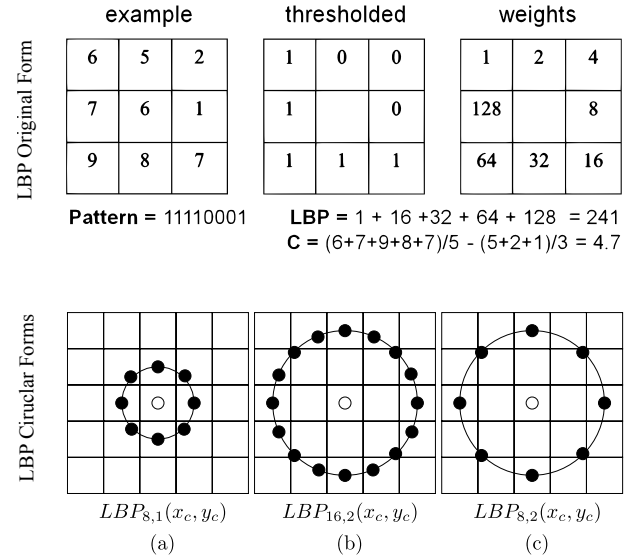 example thresholded weights
LBP Original Form
6 5 2 1 0 0 1 2 4
7 6 1 1 0 128 8
9 8 7 1 1 1 64 32 16
Pattern = 11110001 LBP = 1 + 16 +32 + 64 + 128 = 241
C = (6+7+9+8+7)/5 - (5+2+1)/3 = 4.7
LBP Ciruclar Forms
LBP8,1(xc, yc) LBP16,2(xc, yc) LBP8,2(xc, yc)
(a) (b) (c)